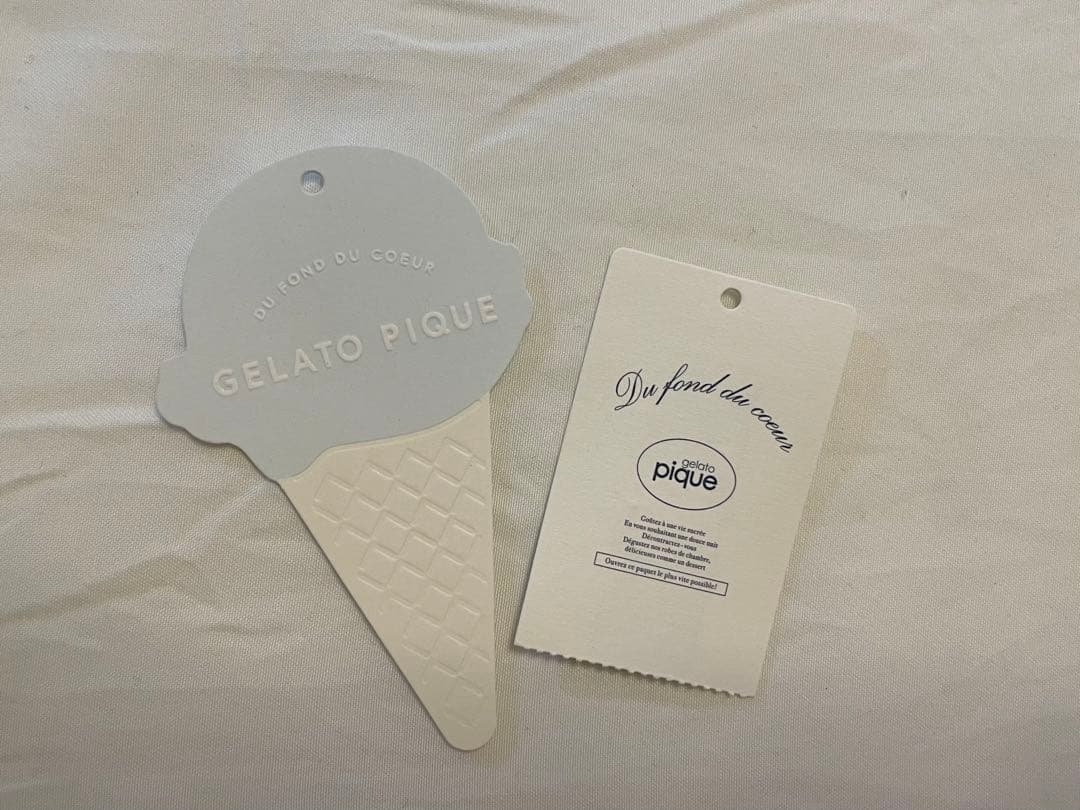 DU FOND DU COEUR
GELATO PIQUE
Du fond du coeur
gelato
pique
Goûtez à une vie sucrée
En vous souhaitant une douce nuit
Décontractez-vous
Dégustez nos robes de chambre,
délicieuses comme un dessert
Ouvrez ce paquet le plus vite possible!